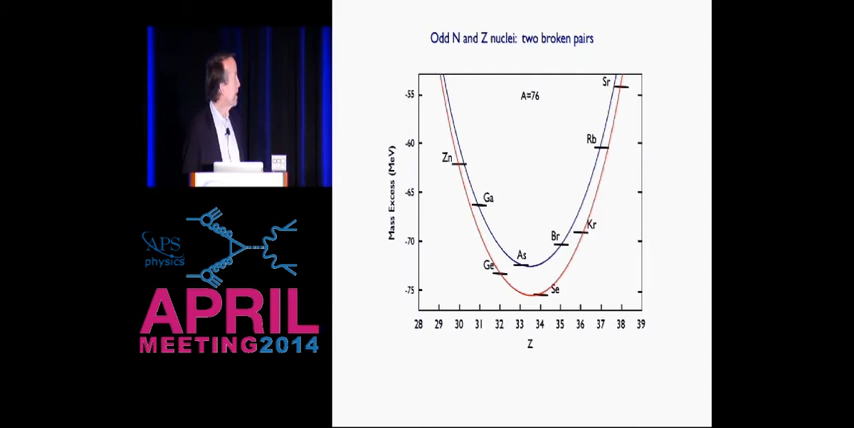 Odd N and Z nuclei: two broken pairs
A=76
Mass Excess (MeV)
-55
-60
-65
-70
-75
Zn
Ga
Ge
As
Se
Br
Kr
Rb
Sr
28 29 30 31 32 33 34 35 36 37 38 39
Z
APS
physics
APRIL
MEETING2014